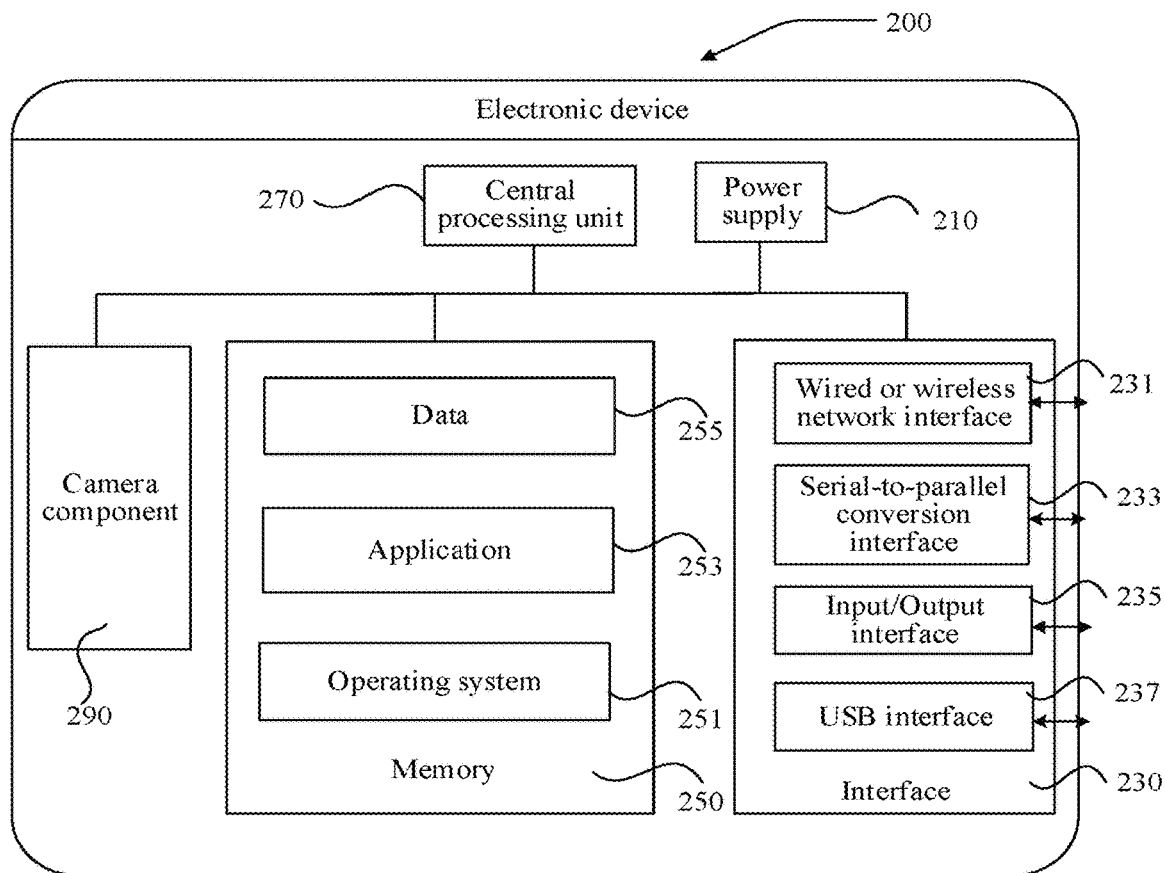 200
Electronic device
270
Central
processing unit
Power
supply
210
Camera
component
290
Data
255
Application
253
Operating system
251
Memory
250
Wired or wireless
network interface
231
Serial-to-parallel
conversion
interface
233
Input/Output
interface
235
USB interface
237
Interface
230